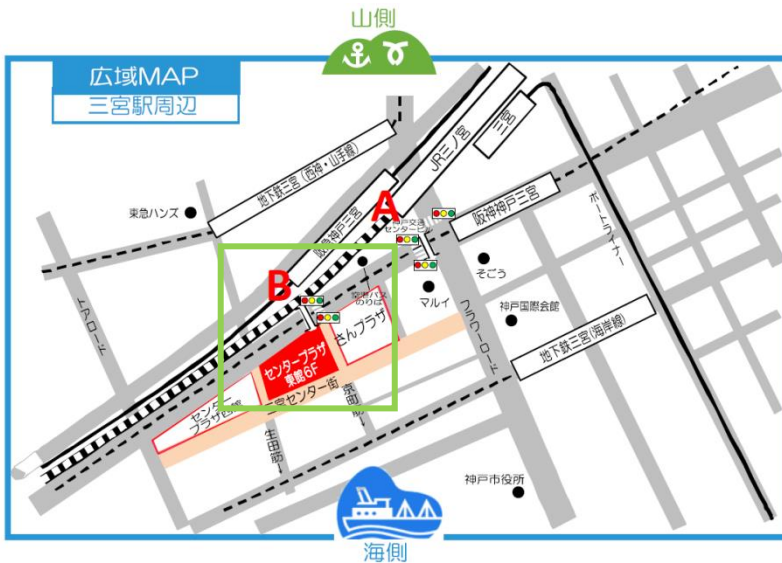 山側
広域MAP
三宮駅周辺
JR三ノ宮
三宮
地下鉄三宮(西神・山手線)
東急ハンズ
阪急神戸三宮
A
神戸交通
センタービル
阪神神戸三宮
ポートライナー
B
空港バス
のりば
マルイ
そごう
トアロード
さんプラザ
フラワーロード
神戸国際会館
センタープラザ
東館6F
地下鉄三宮(海岸線)
三宮センター街
センター
プラザ西館
京町筋
生田筋
神戸市役所
海側